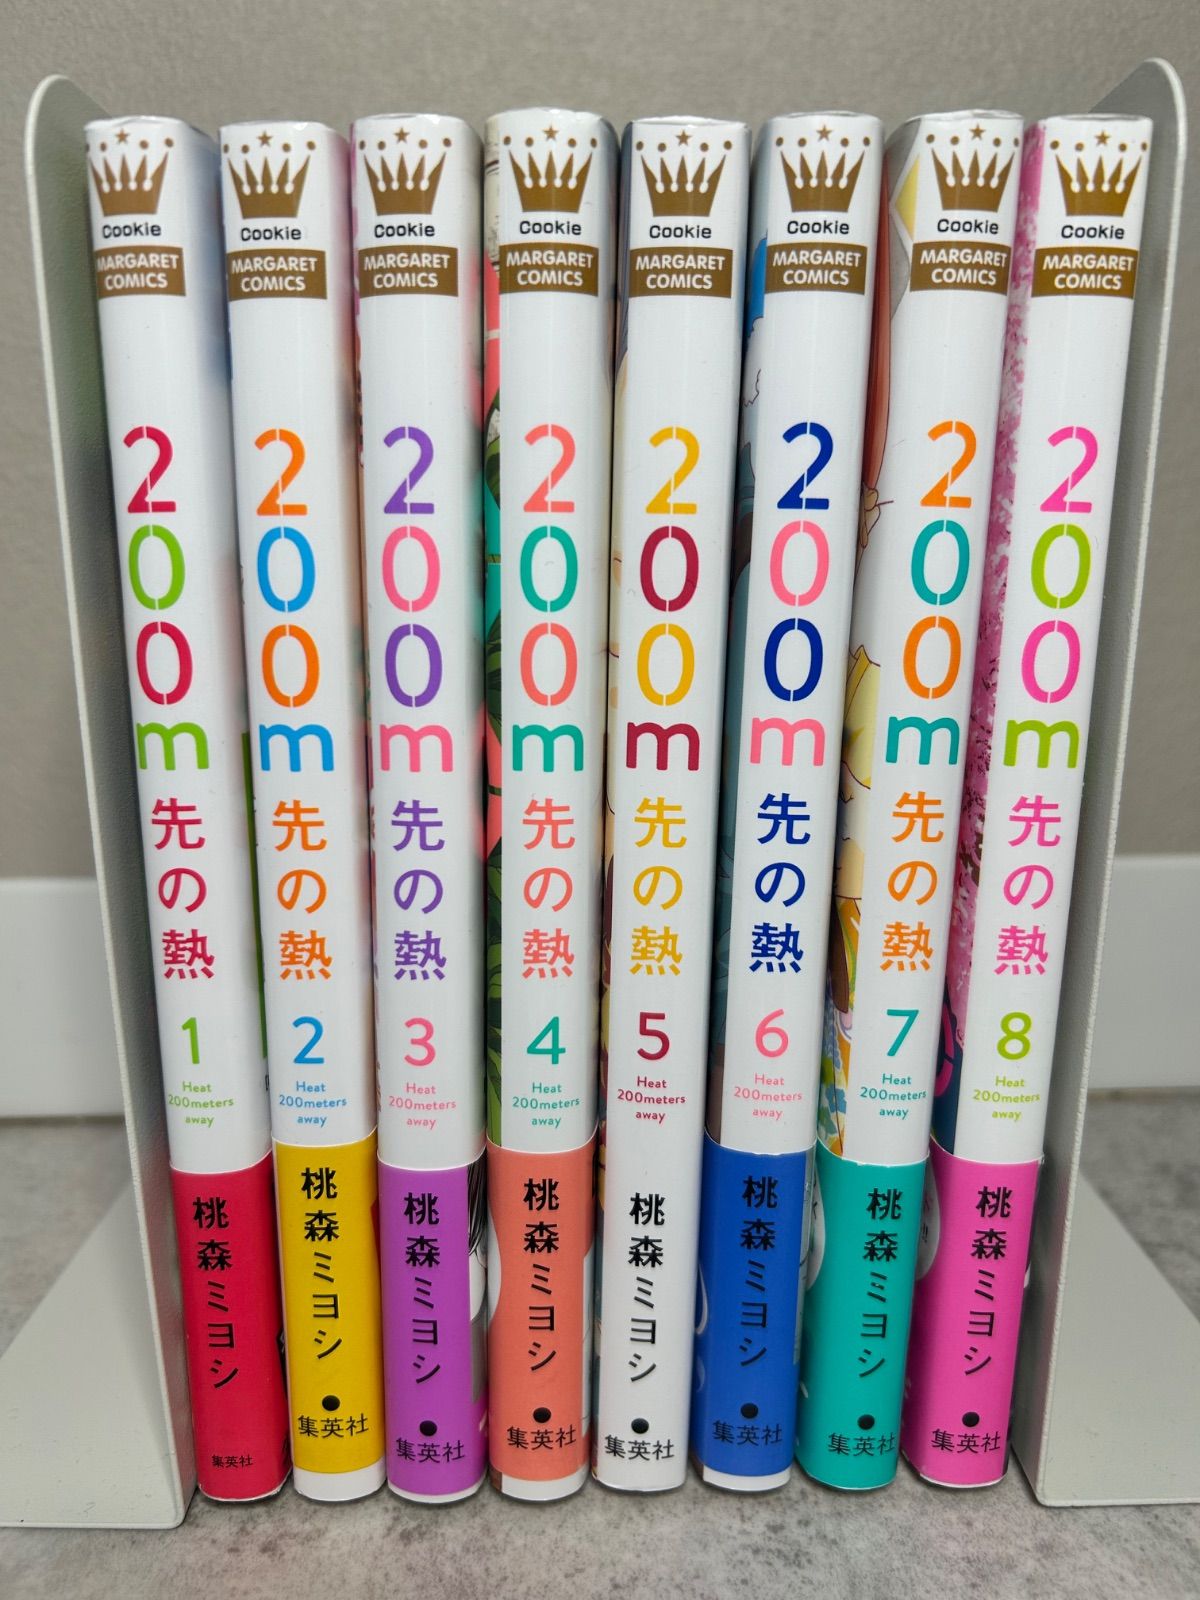 Cookie
MARGARET
COMICS
200m先の熱
1
Heat
200meters
away
桃森ミヨシ
集英社
Cookie
MARGARET
COMICS
200m先の熱
2
Heat
200meters
away
桃森ミヨシ
●
集英社
Cookie
MARGARET
COMICS
200m先の熱
3
Heat
200meters
away
桃森ミヨシ
●
集英社
Cookie
MARGARET
COMICS
200m先の熱
4
Heat
200meters
away
桃森ミヨシ
●
集英社
Cookie
MARGARET
COMICS
200m先の熱
5
Heat
200meters
away
桃森ミヨシ
●
集英社
Cookie
MARGARET
COMICS
200m先の熱
6
Heat
200meters
away
桃森ミヨシ
●
集英社
Cookie
MARGARET
COMICS
200m先の熱
7
Heat
200meters
away
桃森ミヨシ
●
集英社
Cookie
MARGARET
COMICS
200m先の熱
8
Heat
200meters
away
桃森ミヨシ
●
集英社